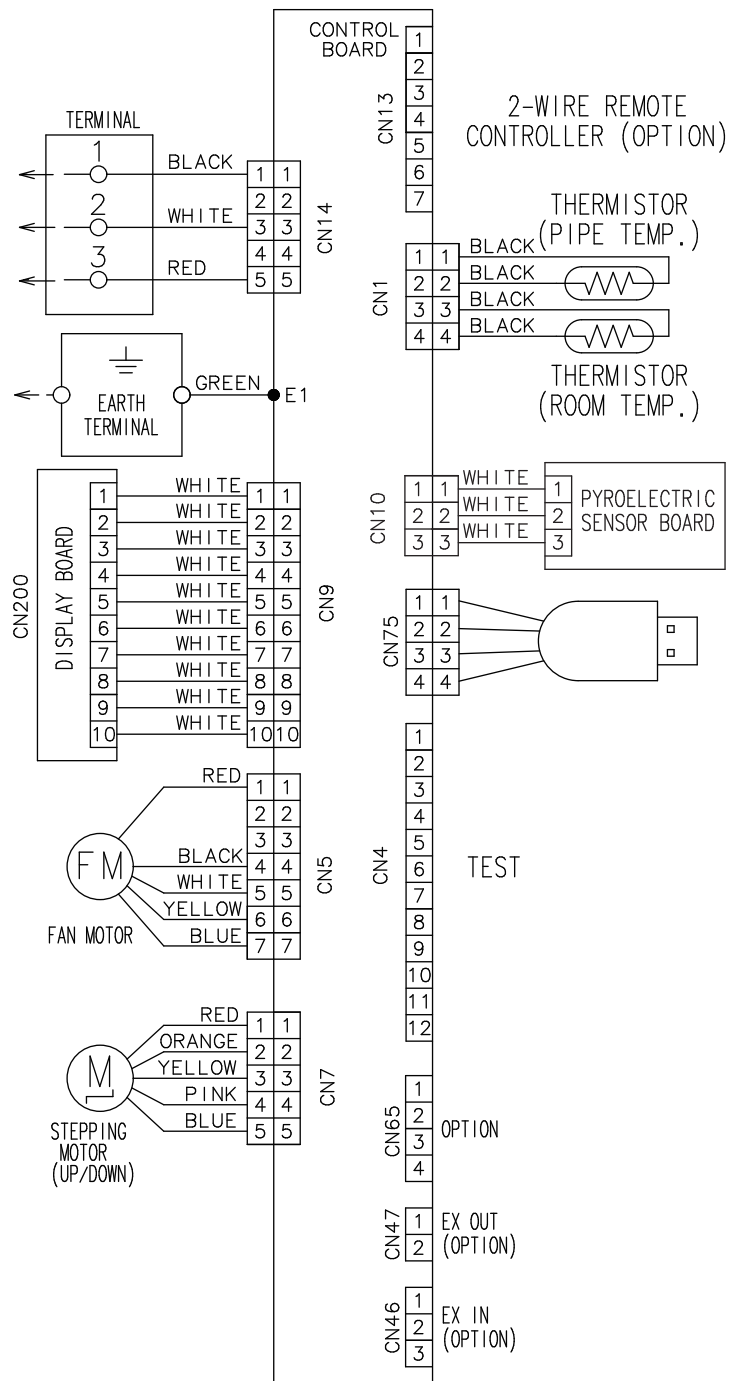 CONTROL
BOARD
CN13
1
2
3
4
5
6
7
2-WIRE REMOTE
CONTROLLER (OPTION)
TERMINAL
1
2
3
BLACK
WHITE
RED
1 1
2 2
3 3
4 4
5 5
CN14
THERMISTOR
(PIPE TEMP.)
CN1
1 1
2 2
3 3
4 4
BLACK
BLACK
BLACK
BLACK
THERMISTOR
(ROOM TEMP.)
EARTH
TERMINAL
GREEN
E1
CN200
DISPLAY BOARD
1
2
3
4
5
6
7
8
9
10
WHITE
WHITE
WHITE
WHITE
WHITE
WHITE
WHITE
WHITE
WHITE
WHITE
1 1
2 2
3 3
4 4
5 5
6 6
7 7
8 8
9 9
10 10
CN9
CN10
1 1
2 2
3 3
WHITE
WHITE
WHITE
1
2
3
PYROELECTRIC
SENSOR BOARD
CN75
1 1
2 2
3 3
4 4
FM
FAN MOTOR
RED
BLACK
WHITE
YELLOW
BLUE
1 1
2 2
3 3
4 4
5 5
6 6
7 7
CN5
CN4
1
2
3
4
5
6
7
8
9
10
11
12
TEST
M
STEPPING
MOTOR
(UP/DOWN)
RED
ORANGE
YELLOW
PINK
BLUE
1 1
2 2
3 3
4 4
5 5
CN7
CN65
1
2
3
4
OPTION
CN47
1
2
EX OUT
(OPTION)
CN46
1
2
3
EX IN
(OPTION)